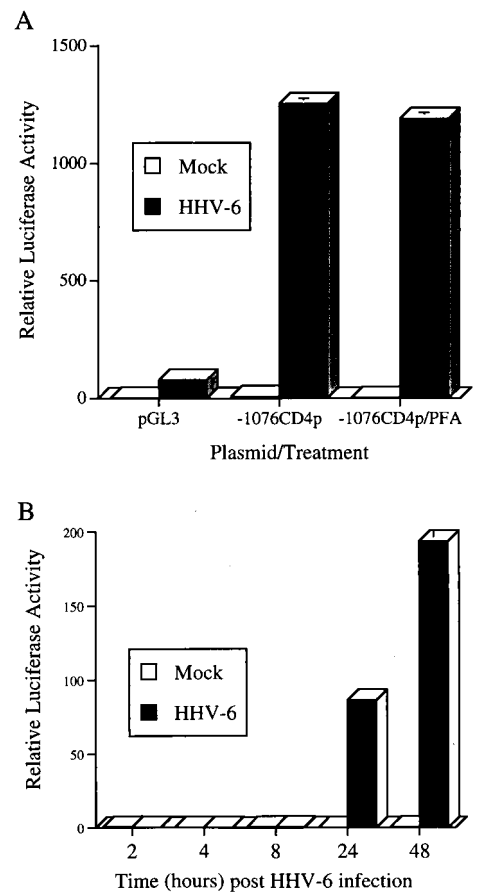 A
1500
1000
500
0
Relative Luciferase Activity
Mock
HHV-6
pGL3 -1076CD4p -1076CD4p/PFA
Plasmid/Treatment
B
200
150
100
50
0
Relative Luciferase Activity
Mock
HHV-6
2 4 8 24 48
Time (hours) post HHV-6 infection